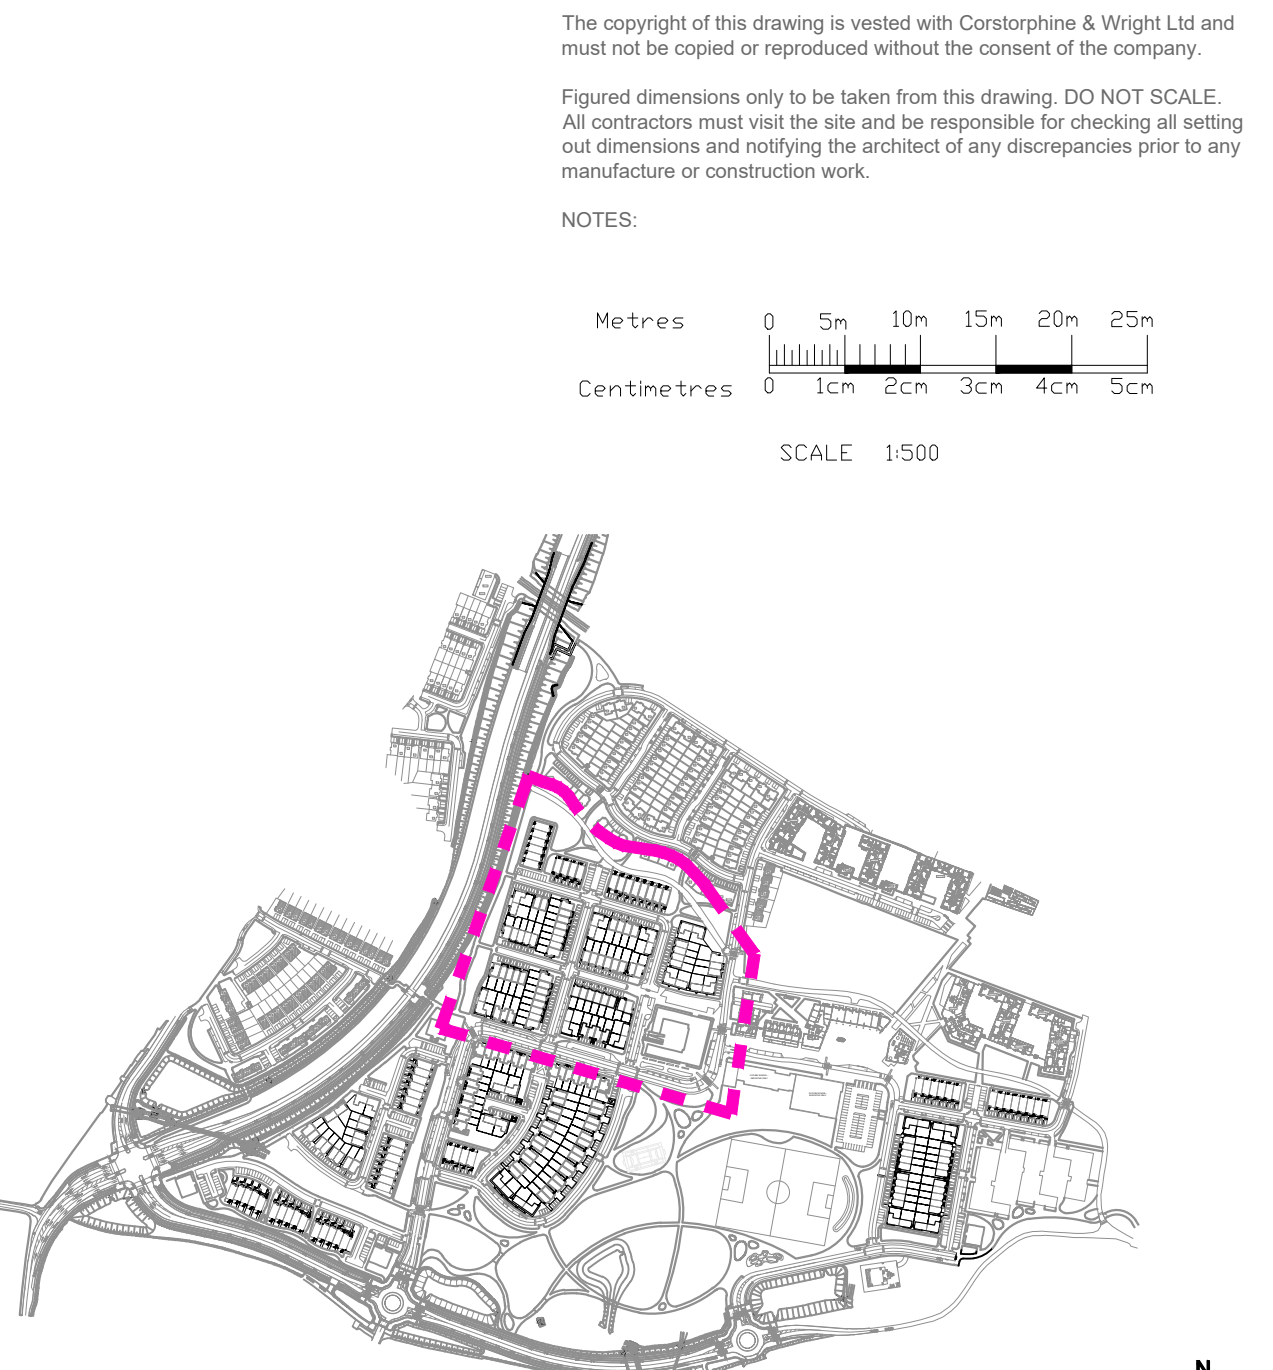 The copyright of this drawing is vested with Corstorphine & Wright Ltd and
must not be copied or reproduced without the consent of the company.
Figured dimensions only to be taken from this drawing. DO NOT SCALE.
All contractors must visit the site and be responsible for checking all setting
out dimensions and notifying the architect of any discrepancies prior to any
manufacture or construction work.
NOTES:
Metres 0 5m 10m 15m 20m 25m
Centimetres 0 1cm 2cm 3cm 4cm 5cm
SCALE 1:500
N